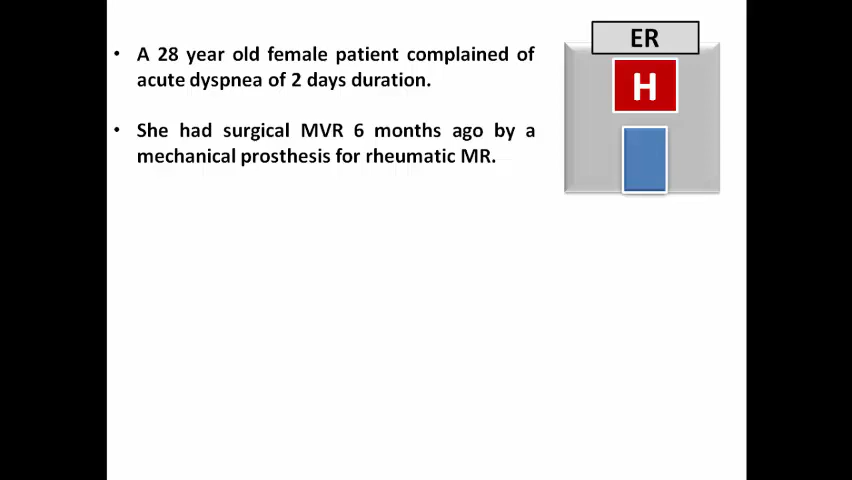 ER
H
• A 28 year old female patient complained of
acute dyspnea of 2 days duration.
• She had surgical MVR 6 months ago by a
mechanical prosthesis for rheumatic MR.